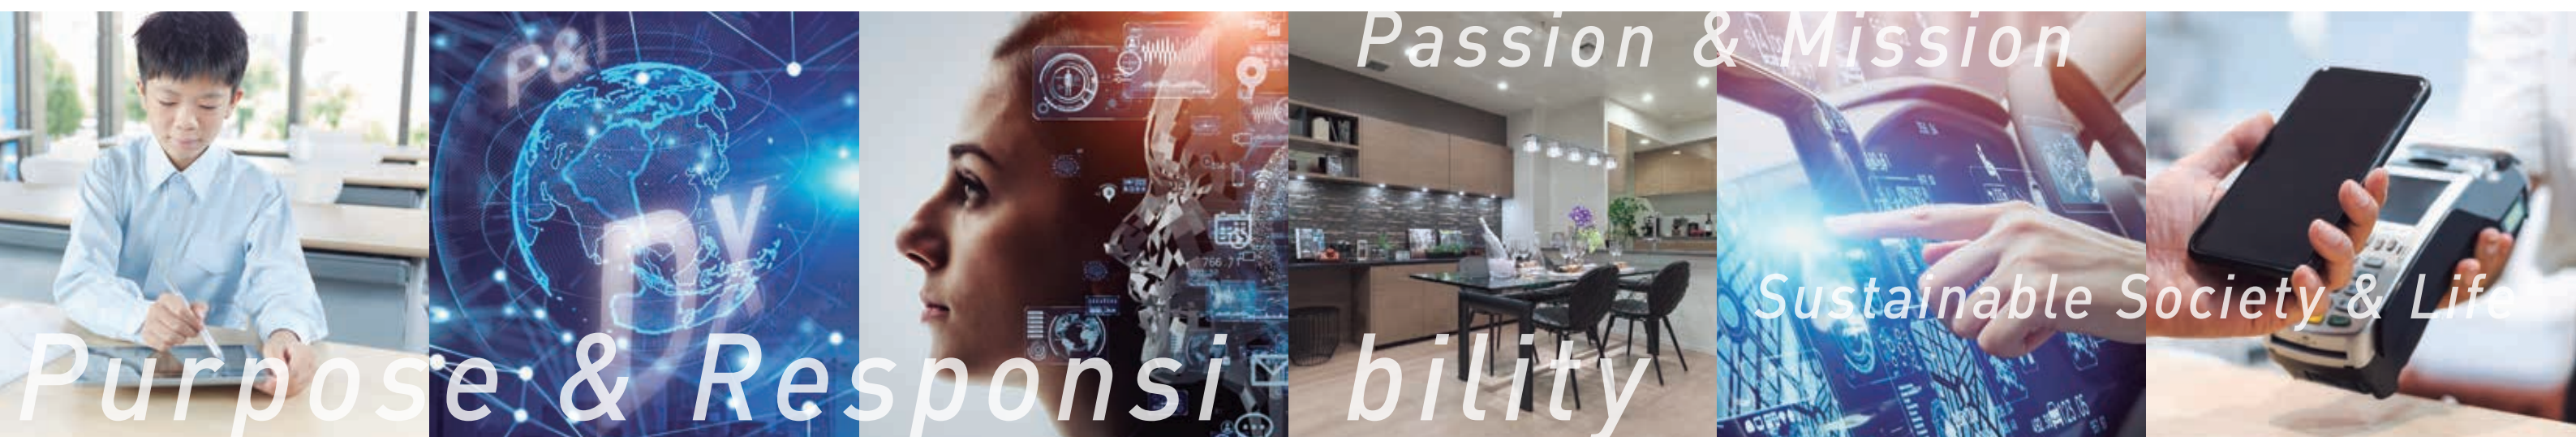 Passion & Mission
P&I
DX
Sustainable Society & Life
Purpose & Responsi bility